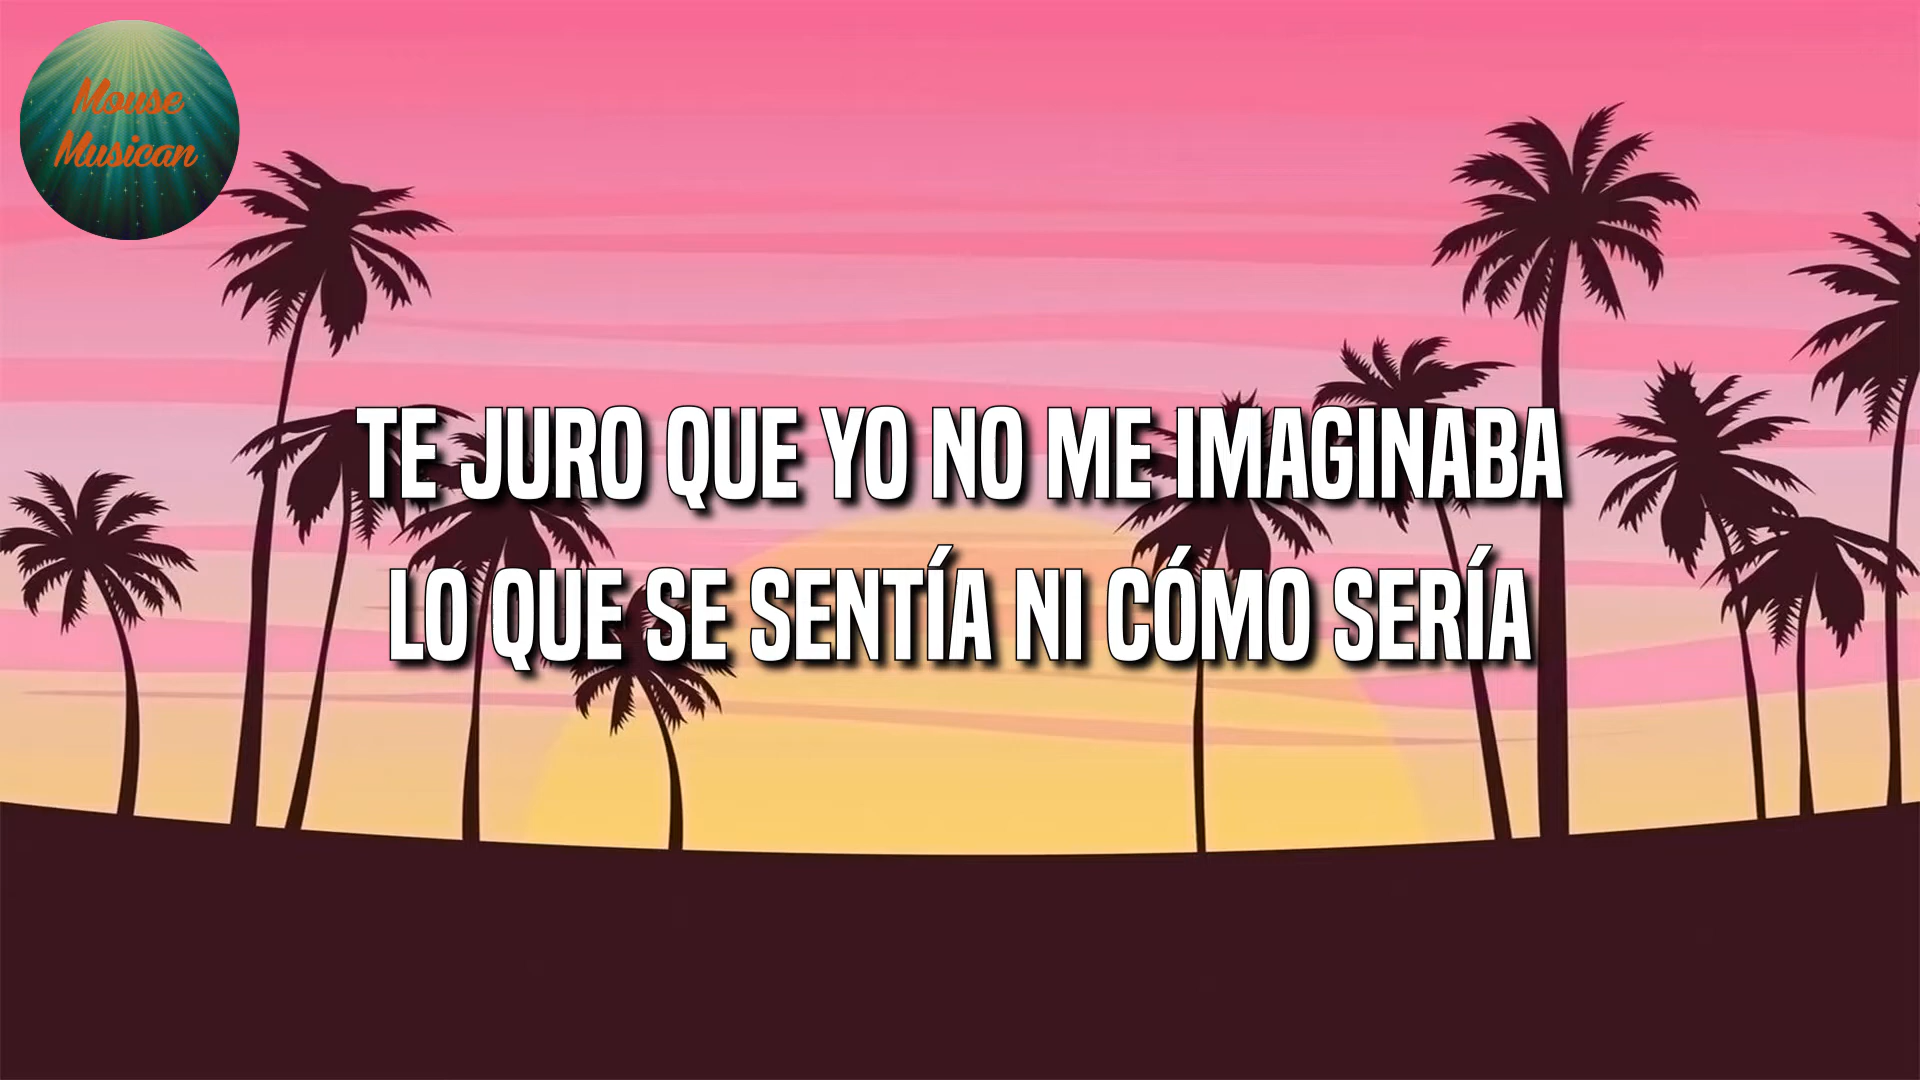 Mouse
Musican
TE JURO QUE YO NO ME IMAGINABA
LO QUE SE SENTÍA NI CÓMO SERÍA